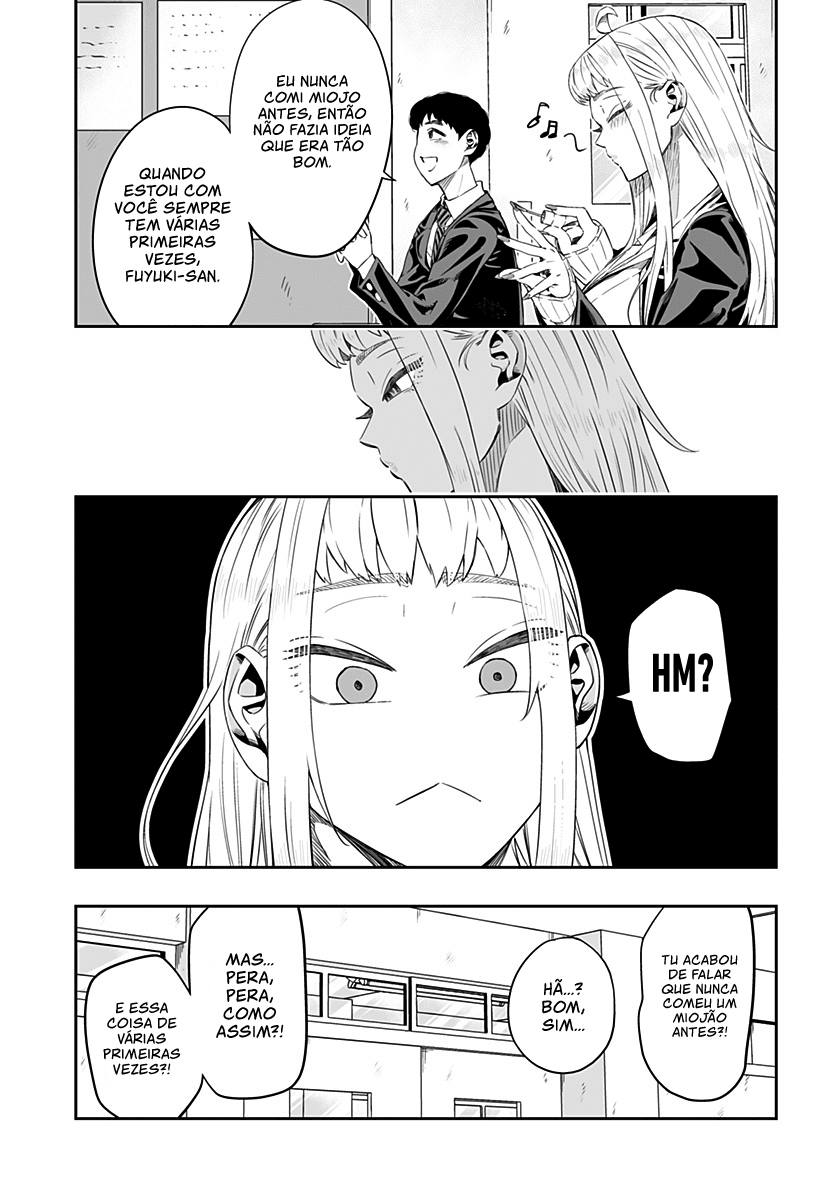 EU NUNCA
COMI MIOJO
ANTES, ENTÃO
NÃO FAZIA IDEIA
QUE ERA TÃO
BOM.
QUANDO
ESTOU COM
VOCÊ SEMPRE
TEM VÁRIAS
PRIMEIRAS
VEZES,
FUYUKI-SAN.
HM?
TU ACABOU
DE FALAR
QUE NUNCA
COMEU UM
MIOJÃO
ANTES?!
HÃ...?
BOM,
SIM...
MAS...
PERA,
PERA,
COMO
ASSIM?!
E ESSA
COISA DE
VÁRIAS
PRIMEIRAS
VEZES?!